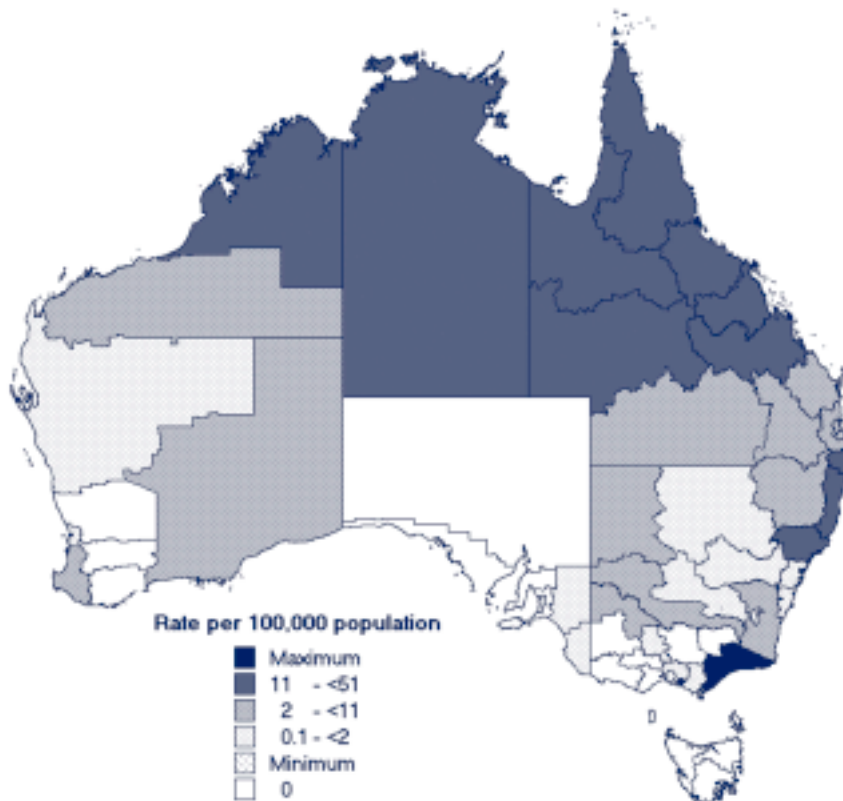 Rate per 100,000 population
Maximum
11 - <51
2 - <11
0.1 - <2
Minimum
0